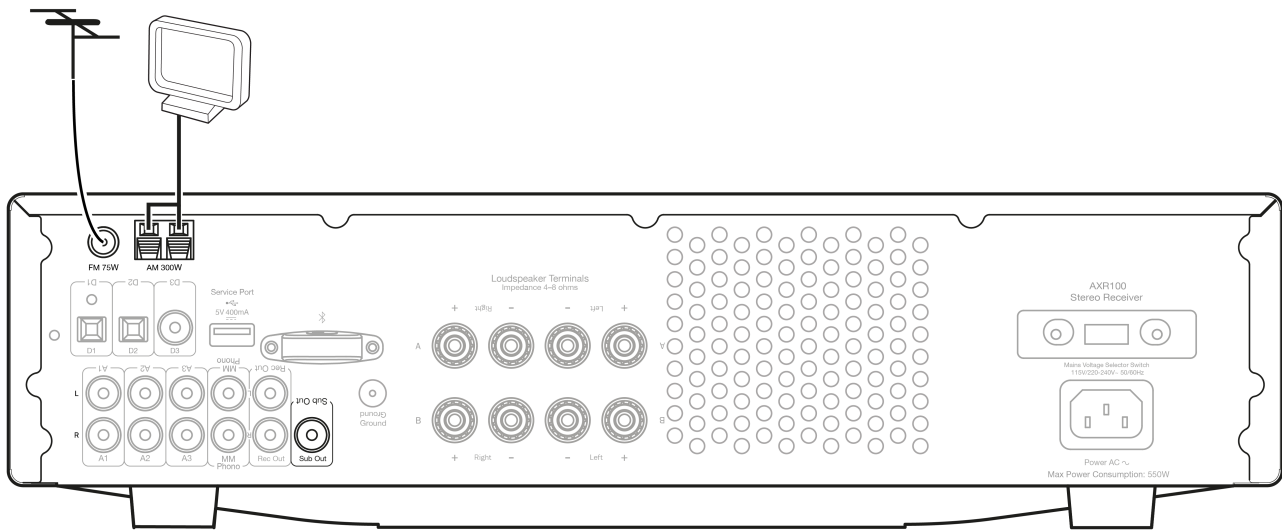 FM 75W AM 300W
D1 D2 D3
Service Port
5V 400mA
D1 D2 D3
Loudspeaker Terminals
Impedance 4–8 ohms
+ Right – – Left +
A A
B B
+ Right – – Left +
A1 A2 A3 MM Phono Rec Out
L L
Sub Out
R R
A1 A2 A3 MM Phono Rec Out Sub Out
Ground
Ground
AXR100
Stereo Receiver
Mains Voltage Selector Switch
115V/220-240V~ 50/60Hz
Power AC ~
Max Power Consumption: 550W